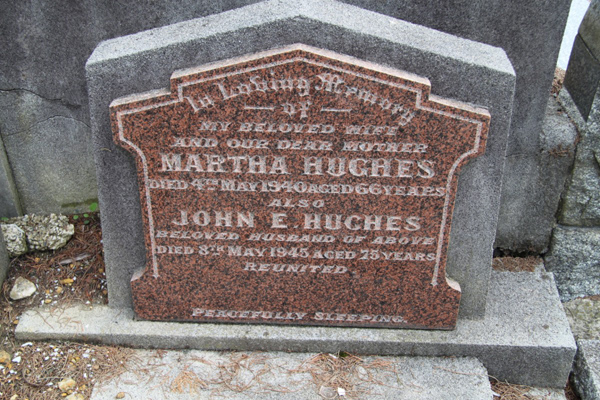 In Loving Memory
of
MY BELOVED WIFE
AND OUR DEAR MOTHER
MARTHA HUGHES
DIED 4TH MAY 1940 AGED 66 YEARS
ALSO
JOHN E. HUGHES
BELOVED HUSBAND OF ABOVE
DIED 8TH MAY 1945 AGED 75 YEARS
REUNITED
PEACEFULLY SLEEPING.